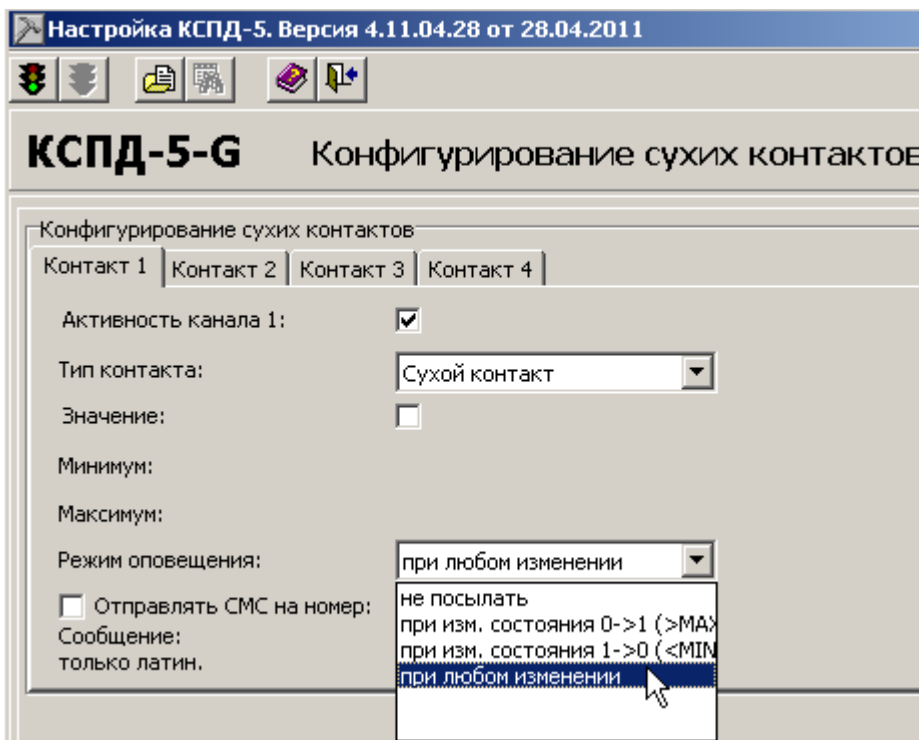 Настройка КСПД-5. Версия 4.11.04.28 от 28.04.2011
КСПД-5-G Конфигурирование сухих контактов
Конфигурирование сухих контактов
Контакт 1 Контакт 2 Контакт 3 Контакт 4
Активность канала 1:
Тип контакта: Сухой контакт
Значение:
Минимум:
Максимум:
Режим оповещения: при любом изменении
не посылать
Отправлять СМС на номер:
при изм. состояния 0->1 (>MAX
Сообщение:
при изм. состояния 1->0 (<MIN
только латин.
при любом изменении